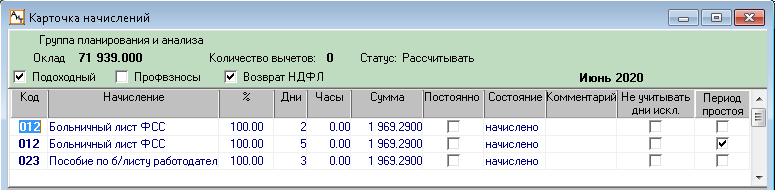 Карточка начислений
Группа планирования и анализа
Оклад 71 939.000 Количество вычетов: 0 Статус: Рассчитывать
Подоходный Профвзносы Возврат НДФЛ Июнь 2020
Код Начисление % Дни Часы Сумма Постоянно Состояние Комментарий Не учитывать дни искл. Период простоя
012 Больничный лист ФСС 100.00 2 0.00 1 969.2900 начислено
012 Больничный лист ФСС 100.00 5 0.00 1 969.2900 начислено
023 Пособие по б/листу работодател 100.00 3 0.00 1 969.2900 начислено